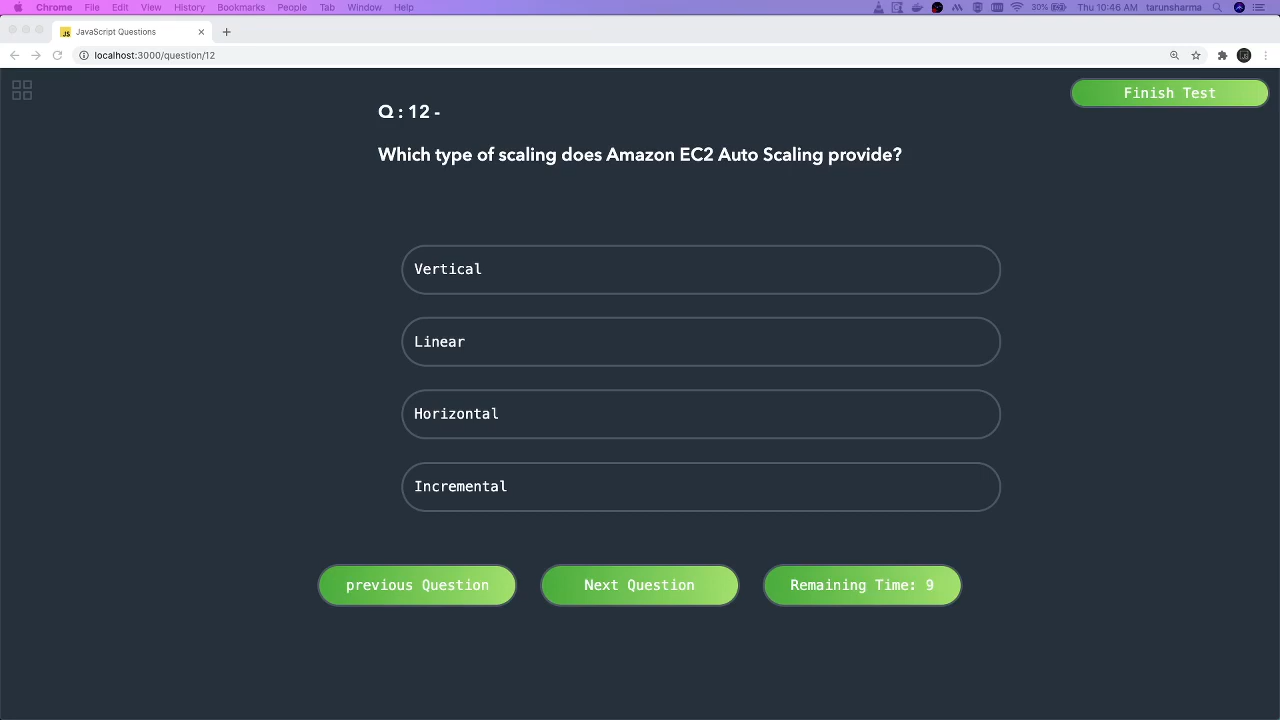 Chrome File Edit View History Bookmarks People Tab Window Help 30% Thu 10:46 AM tarunsharma
JS JavaScript Questions
localhost:3000/question/12
Finish Test
Q : 12 -
Which type of scaling does Amazon EC2 Auto Scaling provide?
Vertical
Linear
Horizontal
Incremental
previous Question Next Question Remaining Time: 9